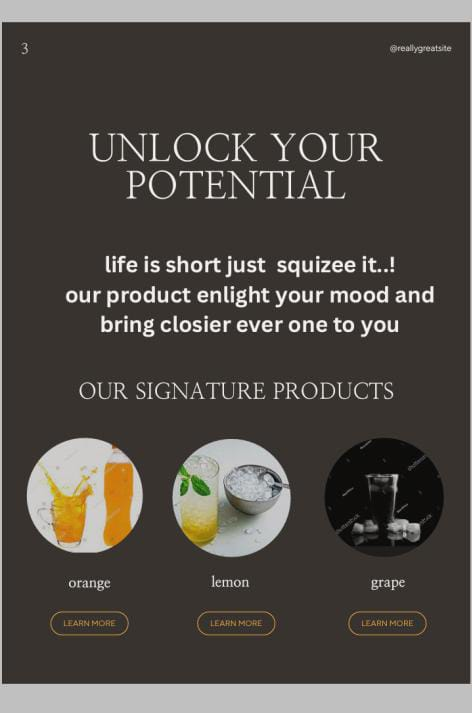 3
@reallygreatsite
UNLOCK YOUR
POTENTIAL
life is short just  squizee it..!
our product enlight your mood and
bring closier ever one to you
OUR SIGNATURE PRODUCTS
orange
lemon
grape
LEARN MORE
LEARN MORE
LEARN MORE